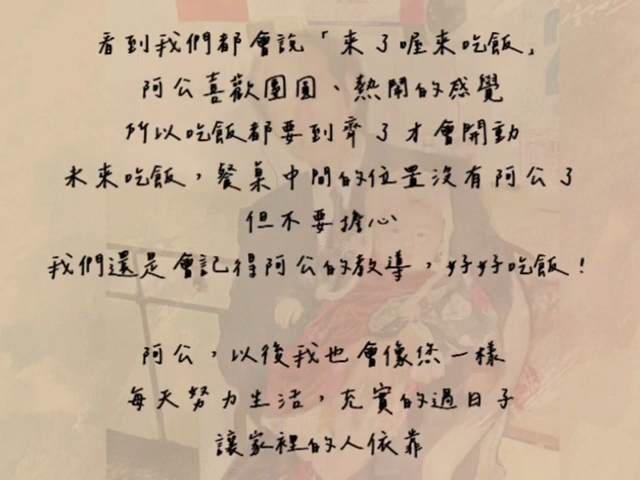 看到我們都會說「來了喔來吃飯」
阿公喜歡團圓、熱鬧的感覺
所以吃飯都要到齊了才會開動
未來吃飯，餐桌中間的位置沒有阿公了
但不要擔心
我們還是會記得阿公的教導，好好吃飯！
阿公，以後我也會像您一樣
每天努力生活，充實的過日子
讓家裡的人依靠